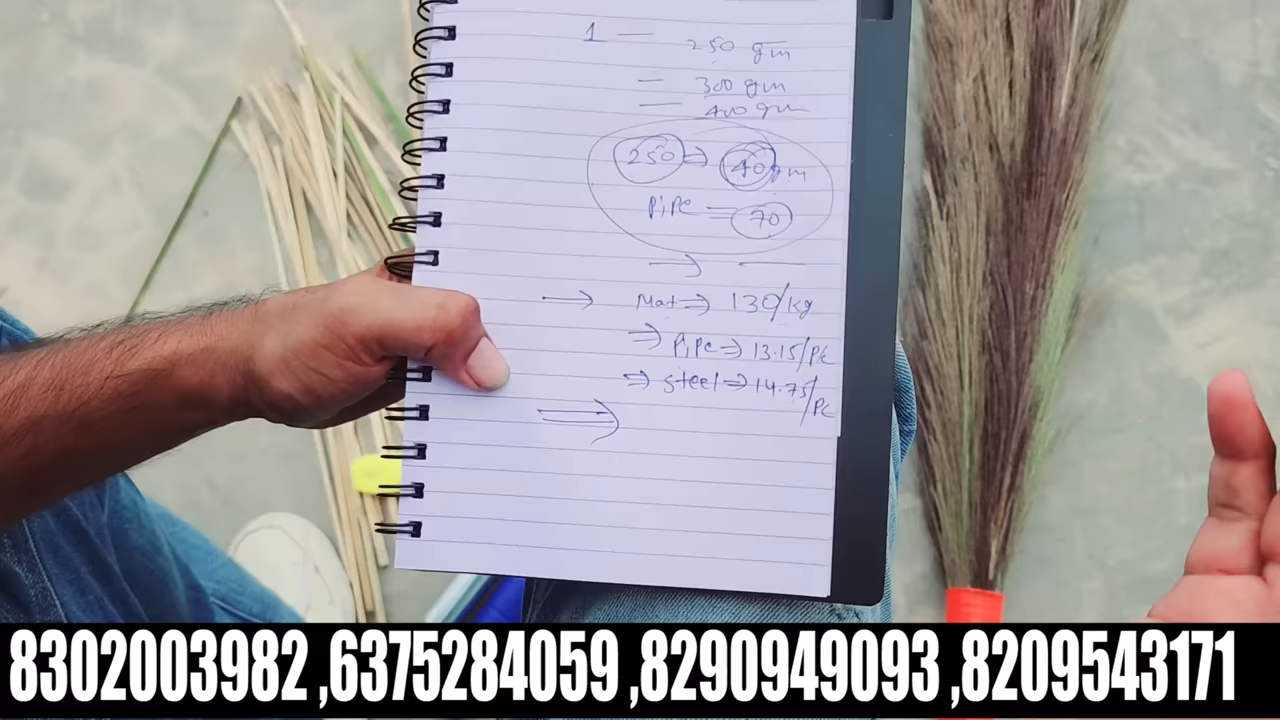 1 — 250 gm
— 300 gm
— 400 gm
250 ⇒ 40 gm
Pipe = 70
→ —
→ Mat ⇒ 130/kg
⇒ Pipe → 13.15/PC
⇒ Steel → 14.75/PC
⇒
8302003982 ,6375284059 ,8290949093 ,8209543171